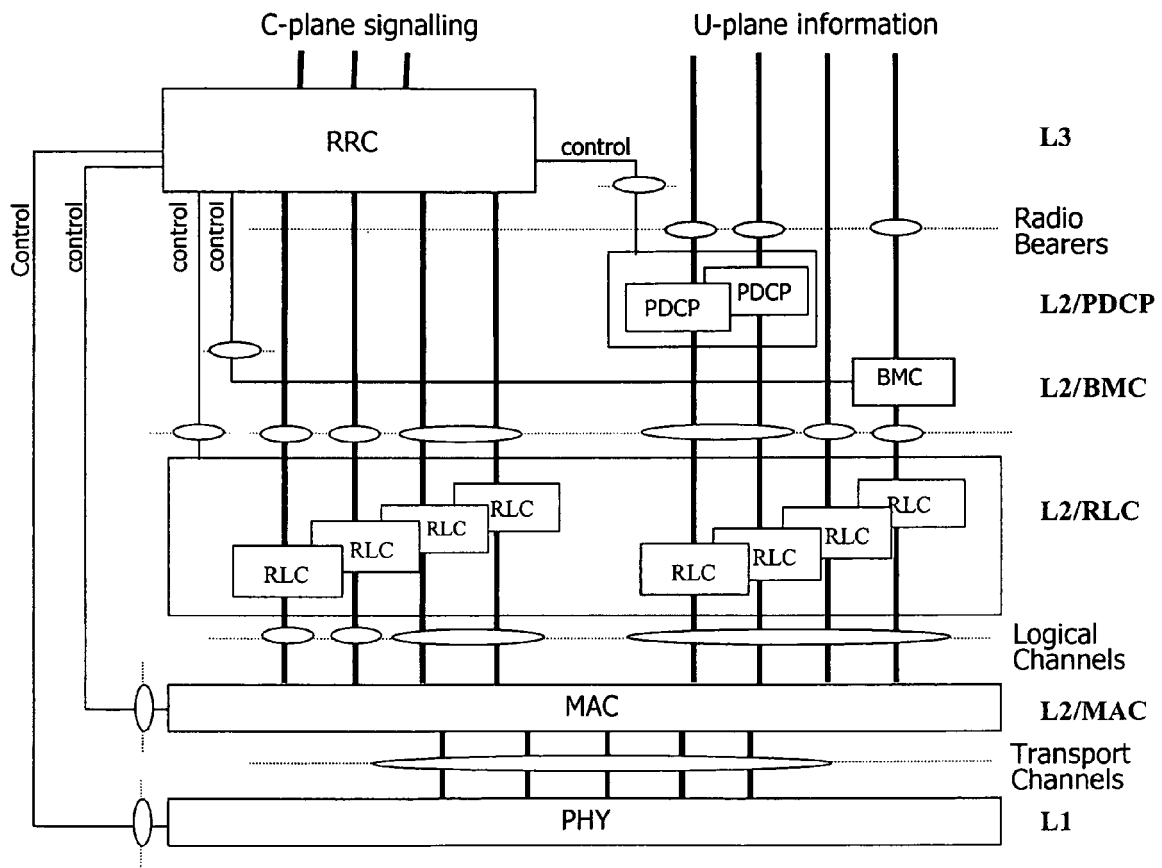 C-plane signalling
U-plane information
RRC
control
L3
Control
control
control
control
Radio
Bearers
PDCP
PDCP
L2/PDCP
BMC
L2/BMC
RLC
RLC
RLC
RLC
RLC
RLC
RLC
RLC
L2/RLC
Logical
Channels
MAC
L2/MAC
Transport
Channels
PHY
L1